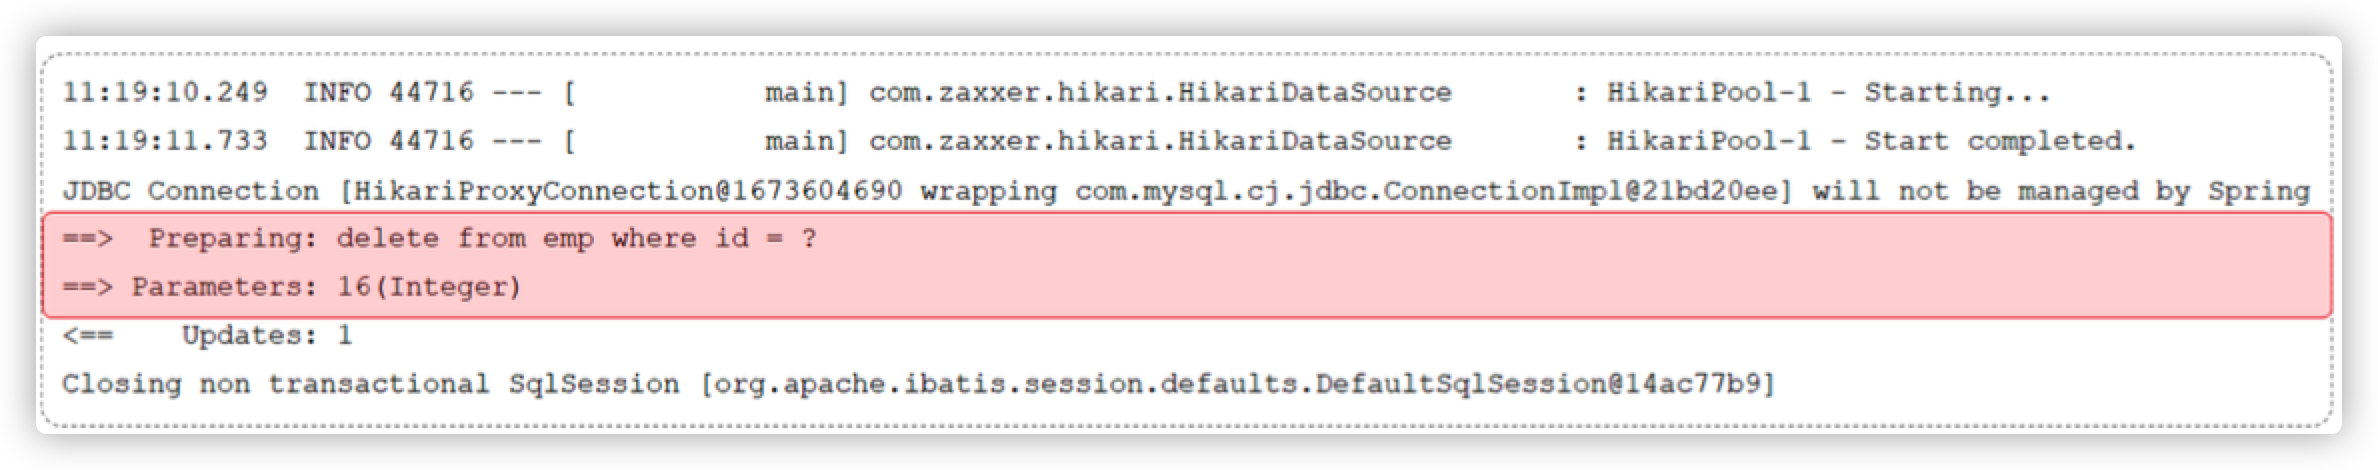 11:19:10.249  INFO 44716 --- [           main] com.zaxxer.hikari.HikariDataSource       : HikariPool-1 - Starting...
11:19:11.733  INFO 44716 --- [           main] com.zaxxer.hikari.HikariDataSource       : HikariPool-1 - Start completed.
JDBC Connection [HikariProxyConnection@1673604690 wrapping com.mysql.cj.jdbc.ConnectionImpl@21bd20ee] will not be managed by Spring
==>  Preparing: delete from emp where id = ?
==> Parameters: 16(Integer)
<==    Updates: 1
Closing non transactional SqlSession [org.apache.ibatis.session.defaults.DefaultSqlSession@14ac77b9]